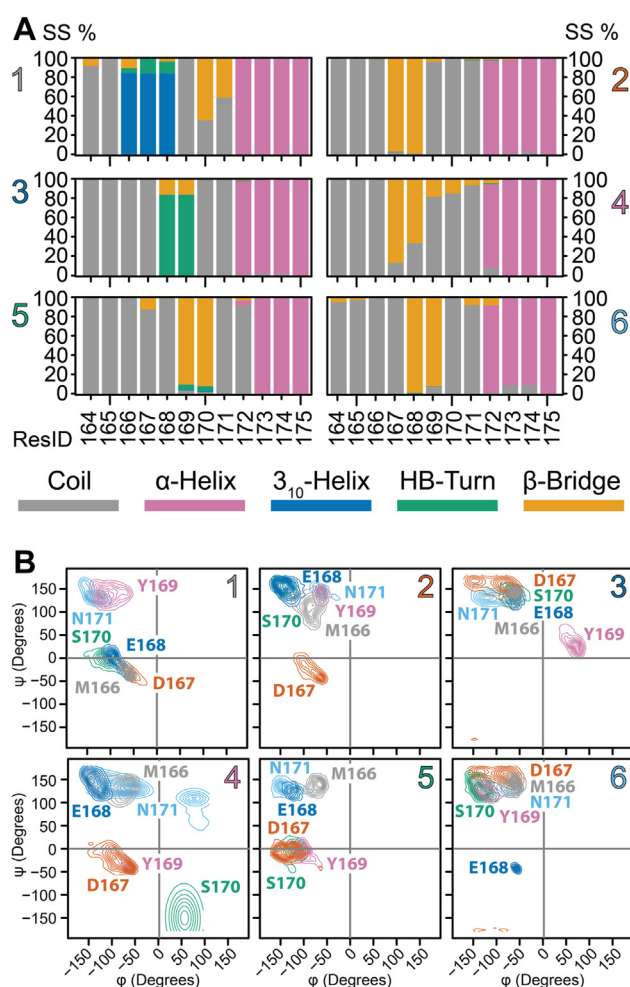 A SS % SS %
100 100
80 80
60 60
40 40
20 20
0 0
1 2
100 100
80 80
60 60
40 40
20 20
0 0
3 4
100 100
80 80
60 60
40 40
20 20
0 0
5 6
ResID 164 165 166 167 168 169 170 171 172 173 174 175 164 165 166 167 168 169 170 171 172 173 174 175
Coil α-Helix 3₁₀-Helix HB-Turn β-Bridge
B
ψ (Degrees)
150
100
50
0
−50
−100
−150
1
Y169
N171
S170
E168
M166
D167
2
E168
N171
S170
Y169
M166
D167
3
D167
S170
E168
M166
Y169
ψ (Degrees)
150
100
50
0
−50
−100
−150
4
M166
E168
N171
D167
Y169
S170
5
N171
M166
E168
D167
Y169
S170
6
D167
M166
N171
S170
Y169
E168
−150 −100 −50 0 50 100 150 −150 −100 −50 0 50 100 150 −150 −100 −50 0 50 100 150
φ (Degrees) φ (Degrees) φ (Degrees)
N171